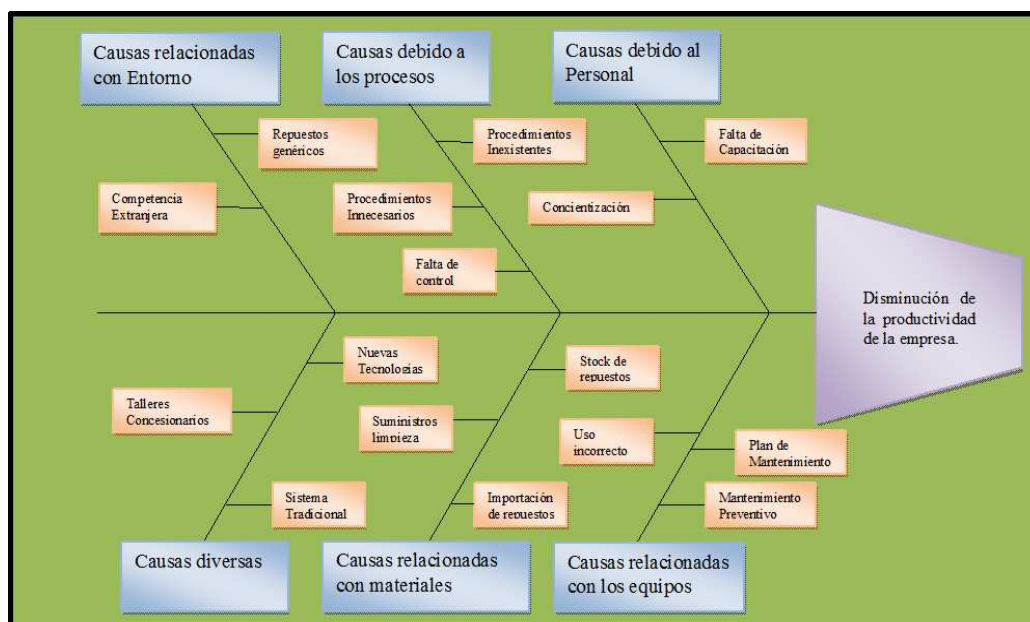 Causas relacionadas
con Entorno
Causas debido a
los procesos
Causas debido al
Personal
Repuestos
genéricos
Procedimientos
Inexistentes
Falta de
Capacitación
Competencia
Extranjera
Procedimientos
Innecesarios
Concientización
Falta de
control
Disminución de
la productividad
de la empresa.
Nuevas
Tecnologías
Stock de
repuestos
Talleres
Concesionarios
Suministros
limpieza
Uso
incorrecto
Plan de
Mantenimiento
Sistema
Tradicional
Importación
de repuestos
Mantenimiento
Preventivo
Causas diversas
Causas relacionadas
con materiales
Causas relacionadas
con los equipos